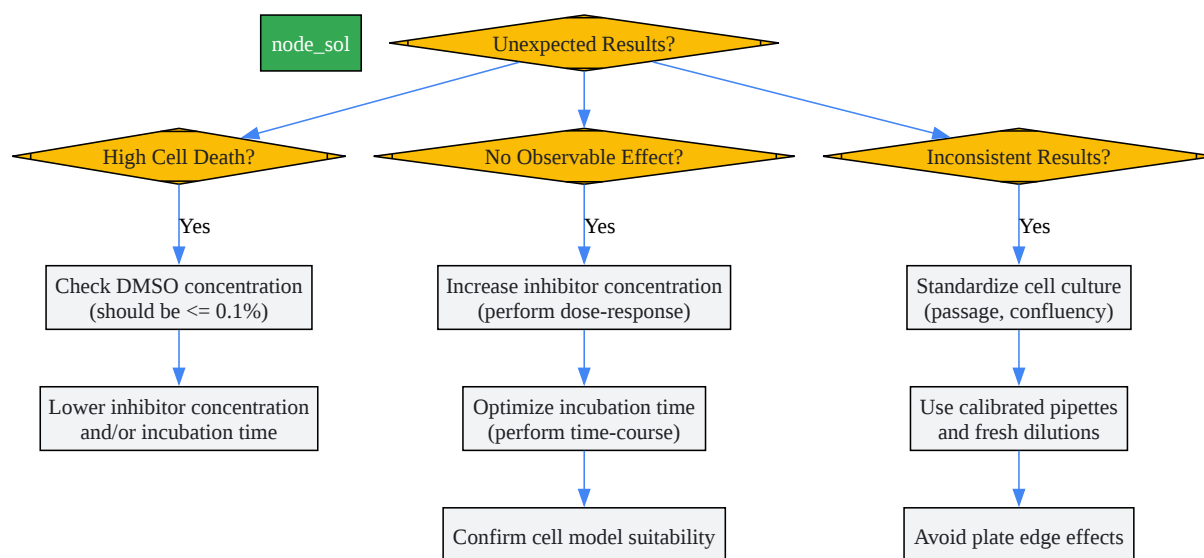 node_sol
Unexpected Results?
High Cell Death?
No Observable Effect?
Inconsistent Results?
Yes
Yes
Yes
Check DMSO concentration
(should be <= 0.1%)
Increase inhibitor concentration
(perform dose-response)
Standardize cell culture
(passage, confluency)
Lower inhibitor concentration
and/or incubation time
Optimize incubation time
(perform time-course)
Use calibrated pipettes
and fresh dilutions
Confirm cell model suitability
Avoid plate edge effects